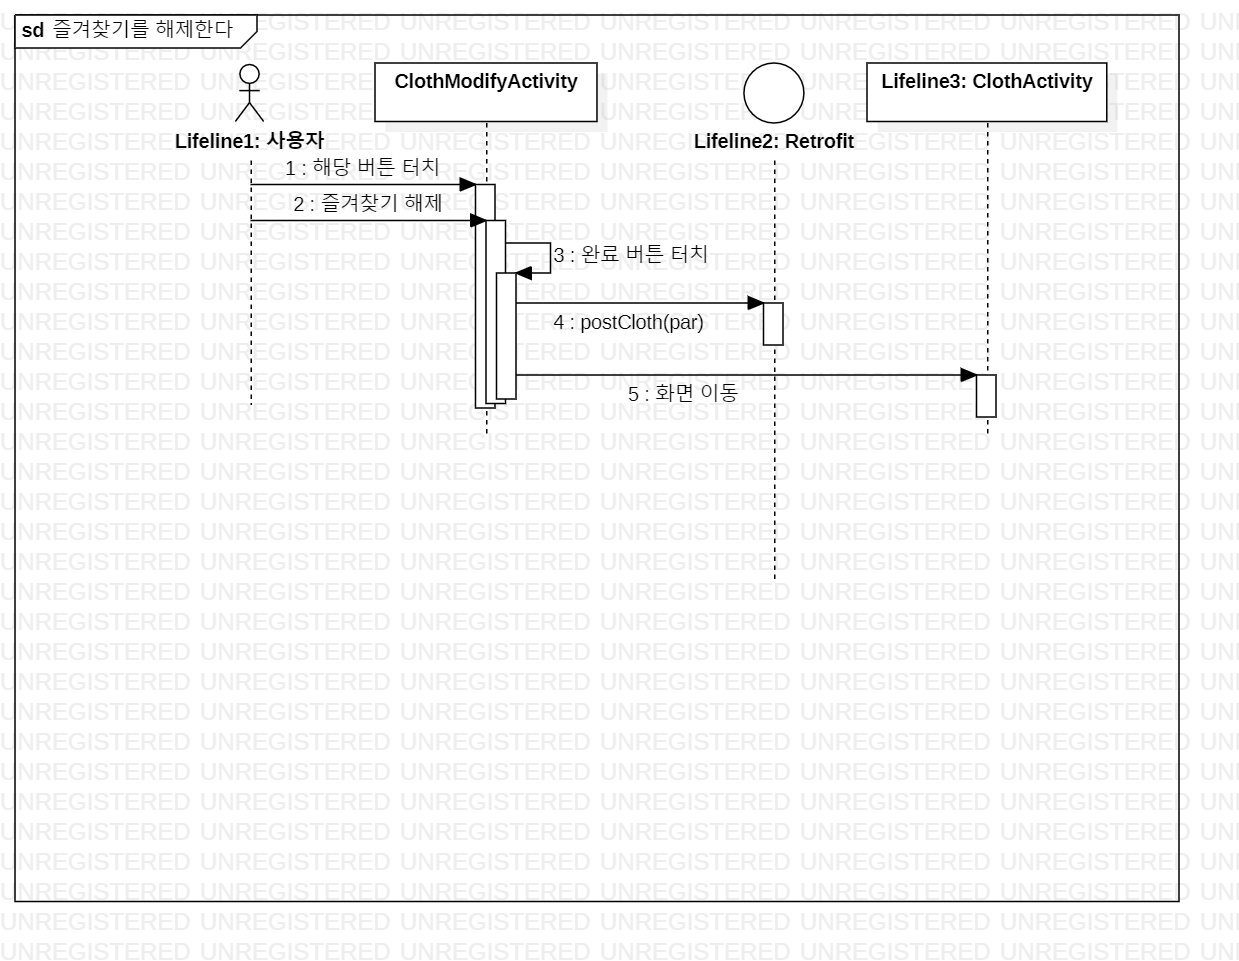 sd 즐겨찾기를 해제한다
ClothModifyActivity
Lifeline3: ClothActivity
Lifeline1: 사용자
Lifeline2: Retrofit
1 : 해당 버튼 터치
2 : 즐겨찾기 해제
3 : 완료 버튼 터치
4 : postCloth(par)
5 : 화면 이동
UNREGISTERED